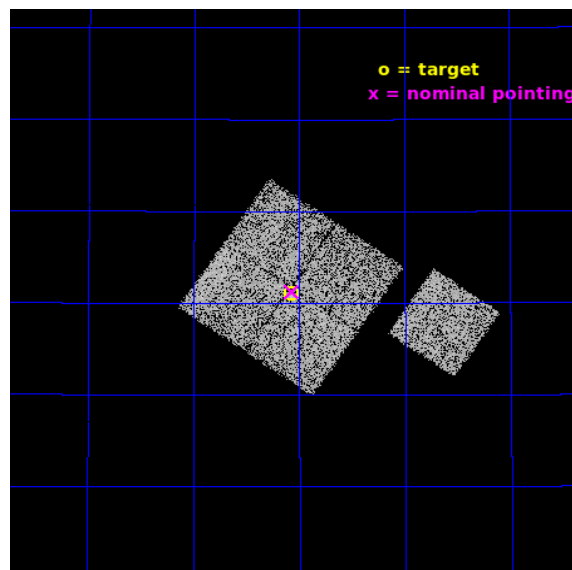 o = target
x = nominal pointing